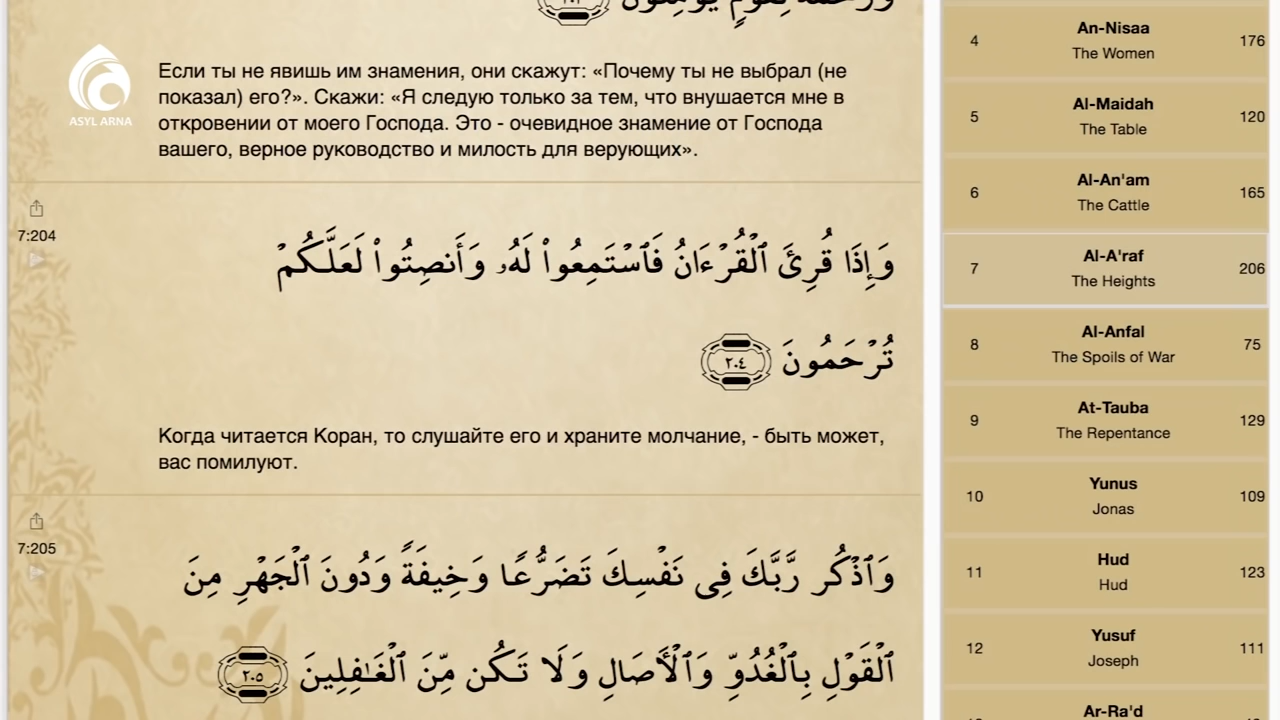 وَرَحْمَةٌ لِّقَوْمٍ يُؤْمِنُونَ
ASYL ARNA
Если ты не явишь им знамения, они скажут: «Почему ты не выбрал (не
показал) его?». Скажи: «Я следую только за тем, что внушается мне в
откровении от моего Господа. Это - очевидное знамение от Господа
вашего, верное руководство и милость для верующих».
7:204
وَإِذَا قُرِئَ ٱلْقُرْءَانُ فَٱسْتَمِعُوا۟ لَهُۥ وَأَنصِتُوا۟ لَعَلَّكُمْ
تُرْحَمُونَ ٢٠٤
Когда читается Коран, то слушайте его и храните молчание, - быть может,
вас помилуют.
7:205
وَٱذْكُر رَّبَّكَ فِى نَفْسِكَ تَضَرُّعًا وَخِيفَةً وَدُونَ ٱلْجَهْرِ مِنَ
ٱلْقَوْلِ بِٱلْغُدُوِّ وَٱلْأَصَالِ وَلَا تَكُن مِّنَ ٱلْغَـٰفِلِينَ ٢٠٥
4 An-Nisaa 176
The Women
5 Al-Maidah 120
The Table
6 Al-An'am 165
The Cattle
7 Al-A'raf 206
The Heights
8 Al-Anfal 75
The Spoils of War
9 At-Tauba 129
The Repentance
10 Yunus 109
Jonas
11 Hud 123
Hud
12 Yusuf 111
Joseph
Ar-Ra'd